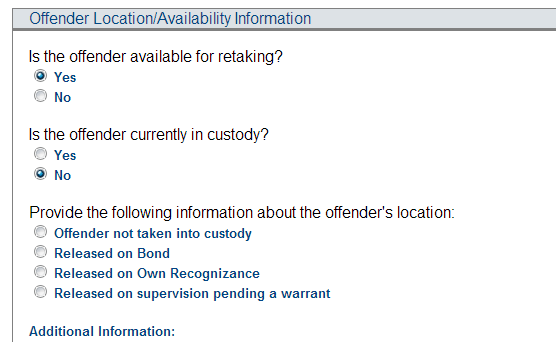 Offender Location/Availability Information
Is the offender available for retaking?
Yes
No
Is the offender currently in custody?
Yes
No
Provide the following information about the offender's location:
Offender not taken into custody
Released on Bond
Released on Own Recognizance
Released on supervision pending a warrant
Additional Information: